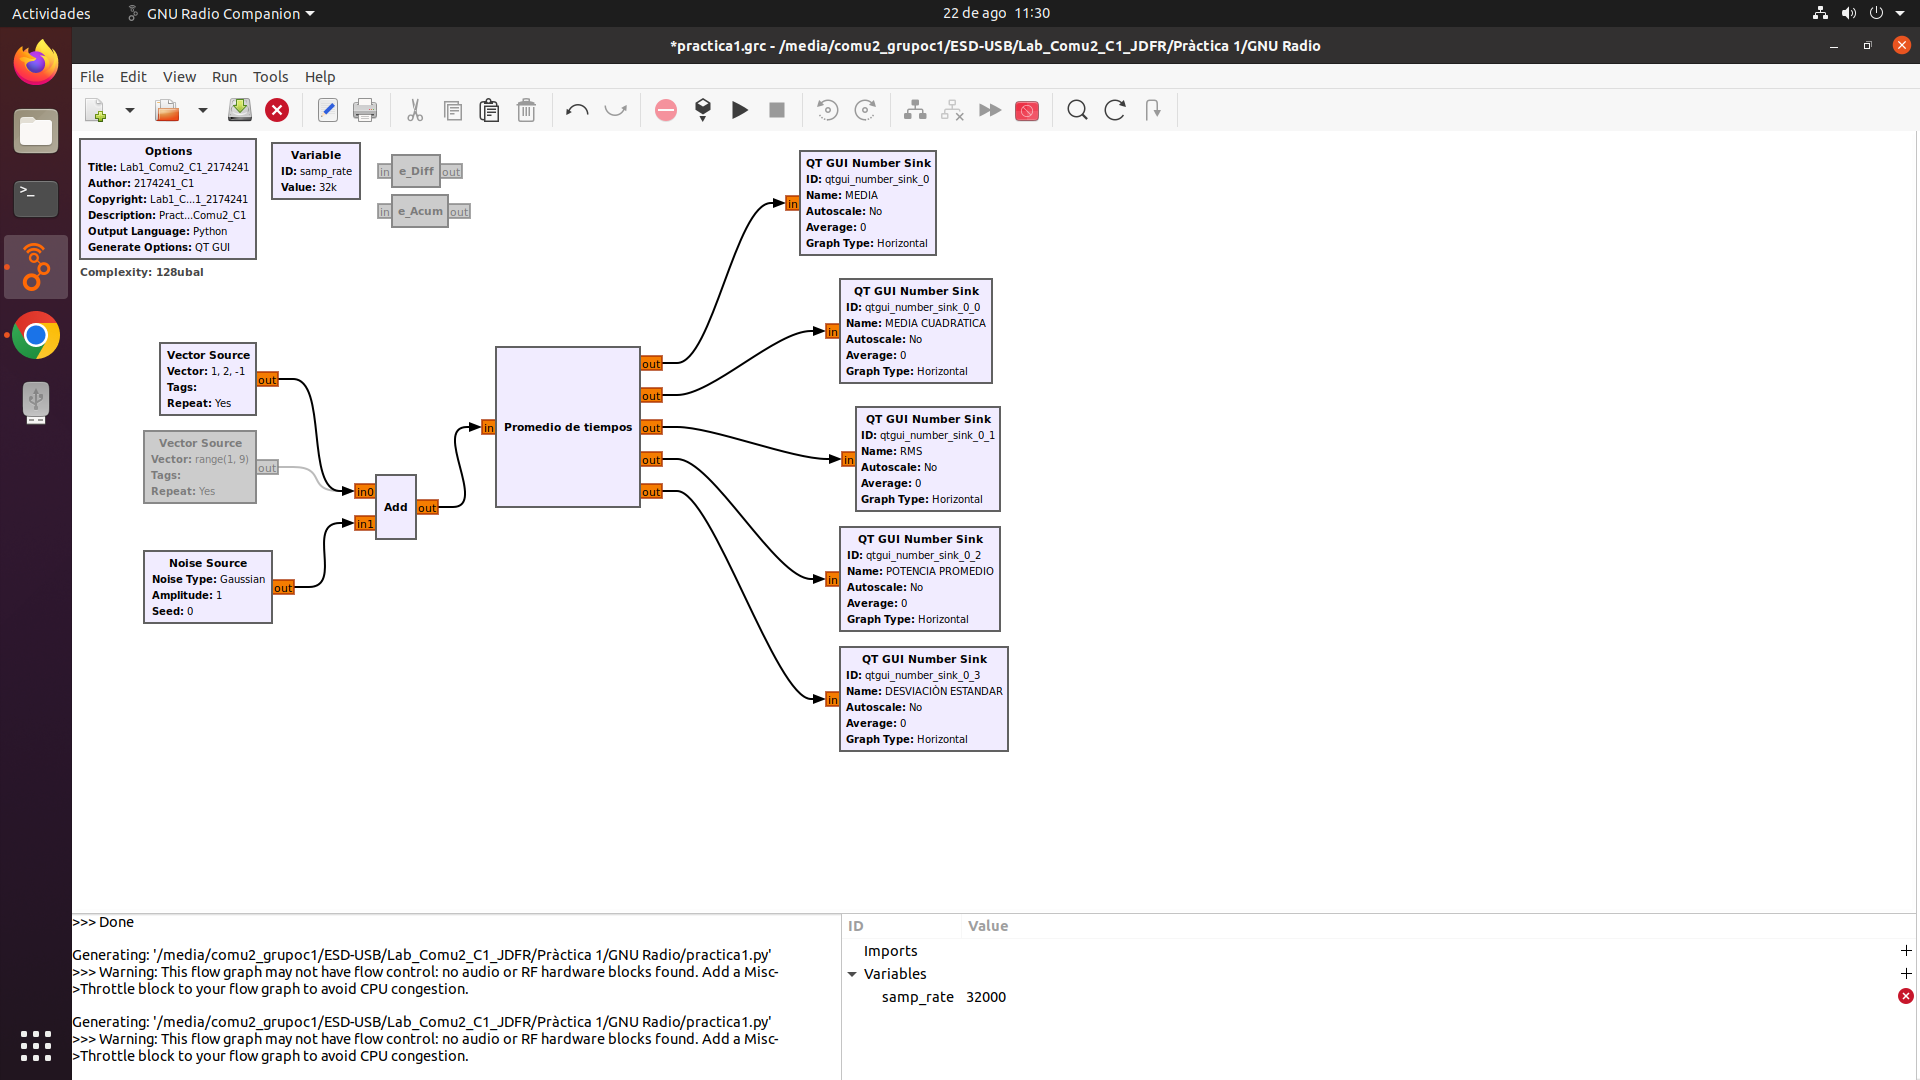 Actividades
GNU Radio Companion
22 de ago 11:30
*practica1.grc - /media/comu2_grupoc1/ESD-USB/Lab_Comu2_C1_JDFR/Pràctica 1/GNU Radio
File Edit View Run Tools Help
Options
Title: Lab1_Comu2_C1_2174241
Author: 2174241_C1
Copyright: Lab1_C...1_2174241
Description: Pract...Comu2_C1
Output Language: Python
Generate Options: QT GUI
Complexity: 128ubal
Variable
ID: samp_rate
Value: 32k
in e_Diff out
in e_Acum out
Vector Source
Vector: 1, 2, -1
Tags:
Repeat: Yes
out
Vector Source
Vector: range(1, 9)
Tags:
Repeat: Yes
out
Noise Source
Noise Type: Gaussian
Amplitude: 1
Seed: 0
out
in0
in1
Add
out
in
Promedio de tiempos
out
out
out
out
out
in
QT GUI Number Sink
ID: qtgui_number_sink_0
Name: MEDIA
Autoscale: No
Average: 0
Graph Type: Horizontal
in
QT GUI Number Sink
ID: qtgui_number_sink_0_0
Name: MEDIA CUADRATICA
Autoscale: No
Average: 0
Graph Type: Horizontal
in
QT GUI Number Sink
ID: qtgui_number_sink_0_1
Name: RMS
Autoscale: No
Average: 0
Graph Type: Horizontal
in
QT GUI Number Sink
ID: qtgui_number_sink_0_2
Name: POTENCIA PROMEDIO
Autoscale: No
Average: 0
Graph Type: Horizontal
in
QT GUI Number Sink
ID: qtgui_number_sink_0_3
Name: DESVIACIÒN ESTANDAR
Autoscale: No
Average: 0
Graph Type: Horizontal
>>> Done
Generating: '/media/comu2_grupoc1/ESD-USB/Lab_Comu2_C1_JDFR/Pràctica 1/GNU Radio/practica1.py'
>>> Warning: This flow graph may not have flow control: no audio or RF hardware blocks found. Add a Misc-
>Throttle block to your flow graph to avoid CPU congestion.
Generating: '/media/comu2_grupoc1/ESD-USB/Lab_Comu2_C1_JDFR/Pràctica 1/GNU Radio/practica1.py'
>>> Warning: This flow graph may not have flow control: no audio or RF hardware blocks found. Add a Misc-
>Throttle block to your flow graph to avoid CPU congestion.
ID Value
Imports
Variables
samp_rate 32000